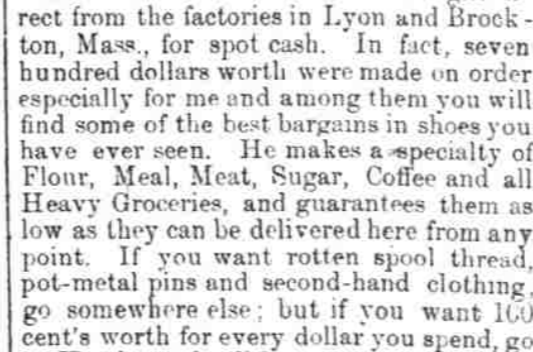 rect from the factories in Lyon and Brock-
ton, Mass., for spot cash. In fact, seven
hundred dollars worth were made on order
especially for me and among them you will
find some of the best bargains in shoes you
have ever seen. He makes a specialty of
Flour, Meal, Meat, Sugar, Coffee and all
Heavy Groceries, and guarantees them as
low as they can be delivered here from any
point. If you want rotten spool thread,
pot-metal pins and second-hand clothing,
go somewhere else; but if you want 100
cent's worth for every dollar you spend, go